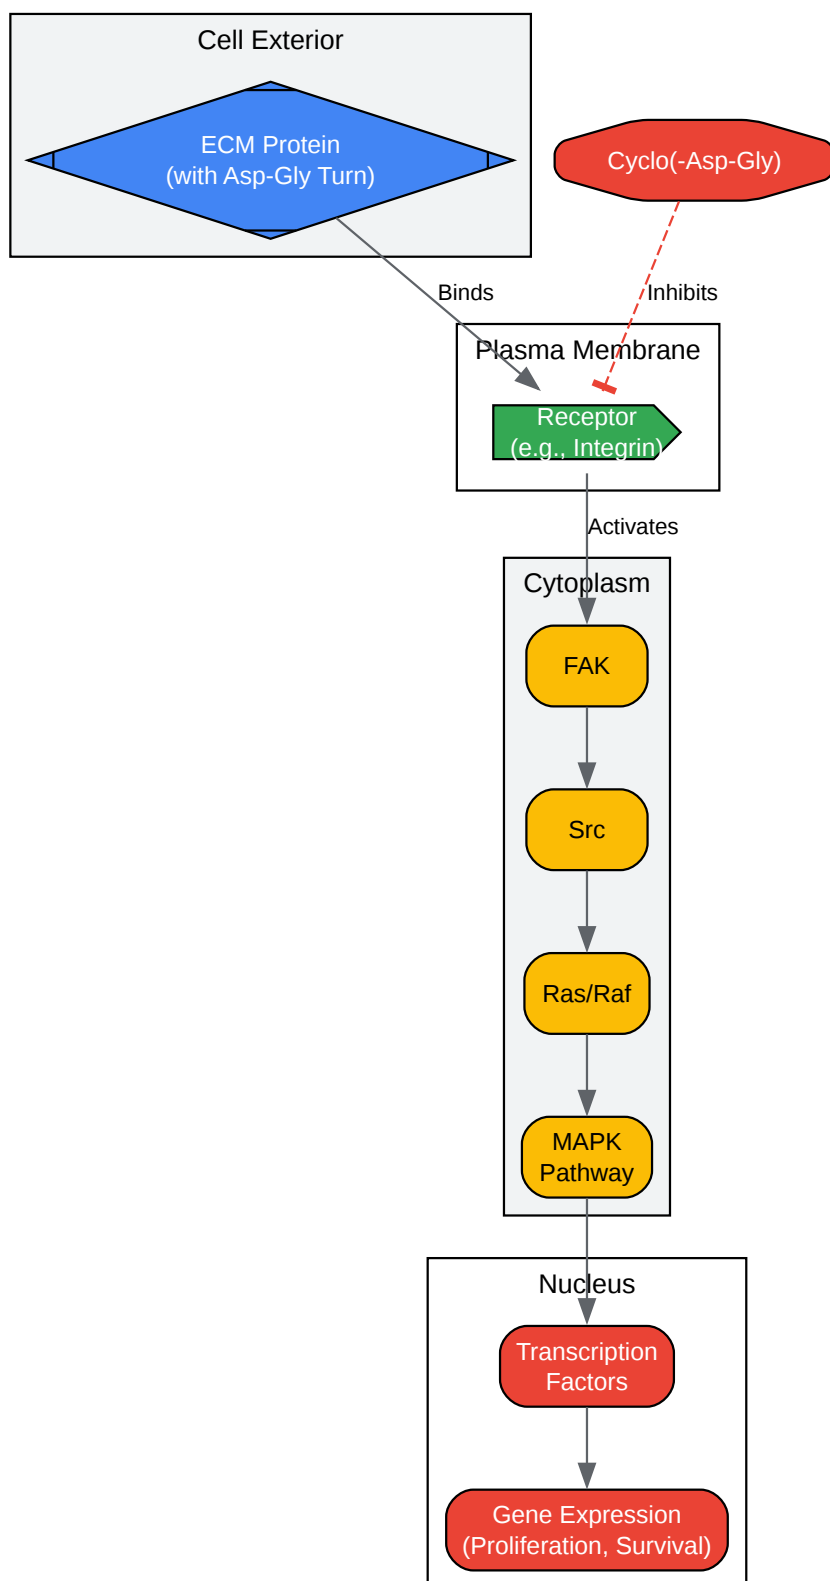 Cell Exterior
ECM Protein
(with Asp-Gly Turn)
Cyclo(-Asp-Gly)
Binds
Inhibits
Plasma Membrane
Receptor
(e.g., Integrin)
Activates
Cytoplasm
FAK
Src
Ras/Raf
MAPK
Pathway
Nucleus
Transcription
Factors
Gene Expression
(Proliferation, Survival)